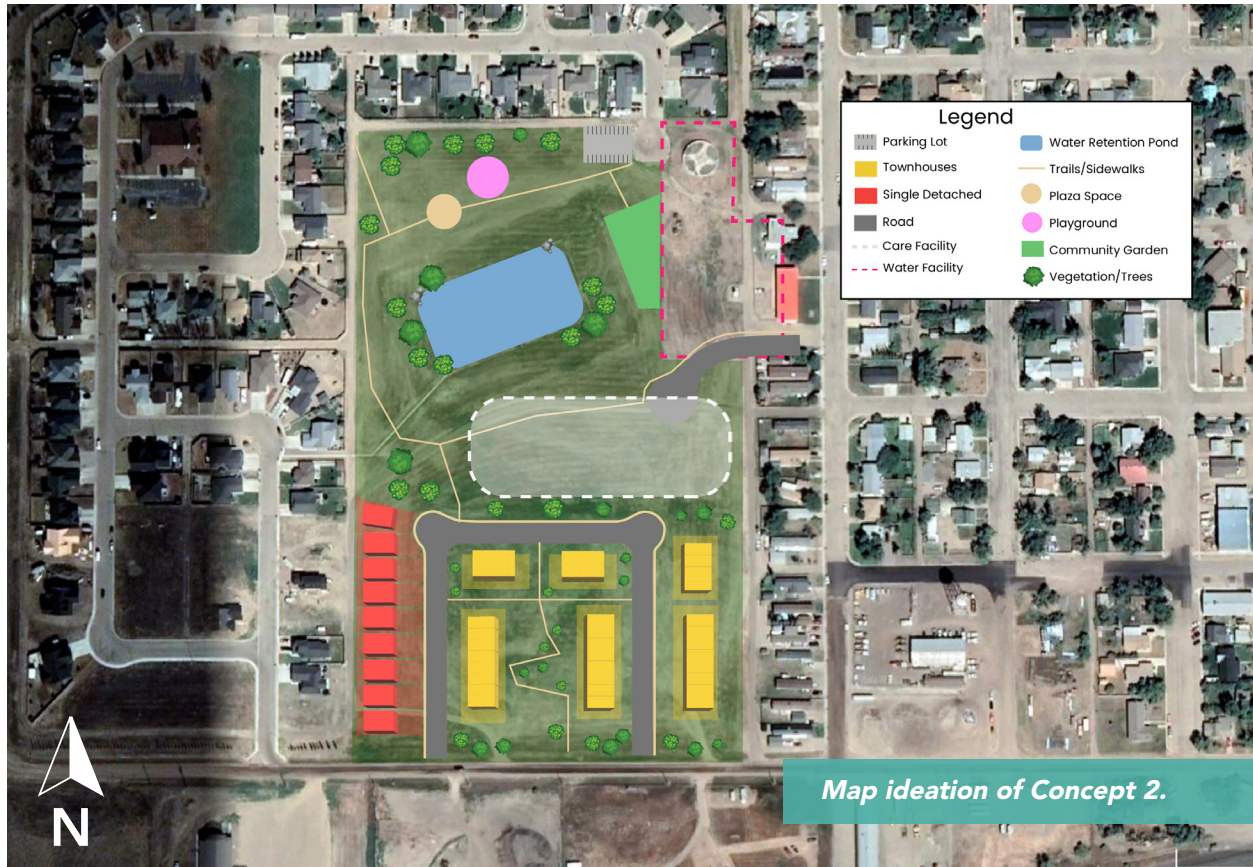 Legend
Parking Lot
Townhouses
Single Detached
Road
Care Facility
Water Facility
Water Retention Pond
Trails/Sidewalks
Plaza Space
Playground
Community Garden
Vegetation/Trees
N
Map ideation of Concept 2.